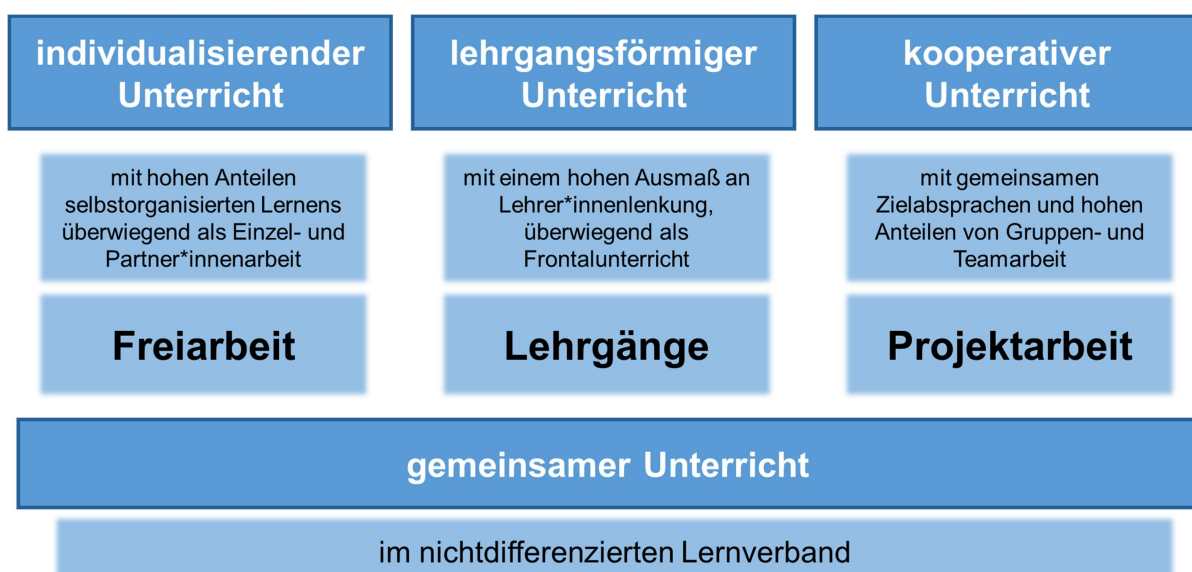 individualisierender
Unterricht
lehrgangsförmiger
Unterricht
kooperativer
Unterricht
mit hohen Anteilen
selbstorganisierten Lernens
überwiegend als Einzel- und
Partner*innenarbeit
mit einem hohen Ausmaß an
Lehrer*innenlenkung,
überwiegend als
Frontalunterricht
mit gemeinsamen
Zielabsprachen und hohen
Anteilen von Gruppen- und
Teamarbeit
Freiarbeit
Lehrgänge
Projektarbeit
gemeinsamer Unterricht
im nichtdifferenzierten Lernverband